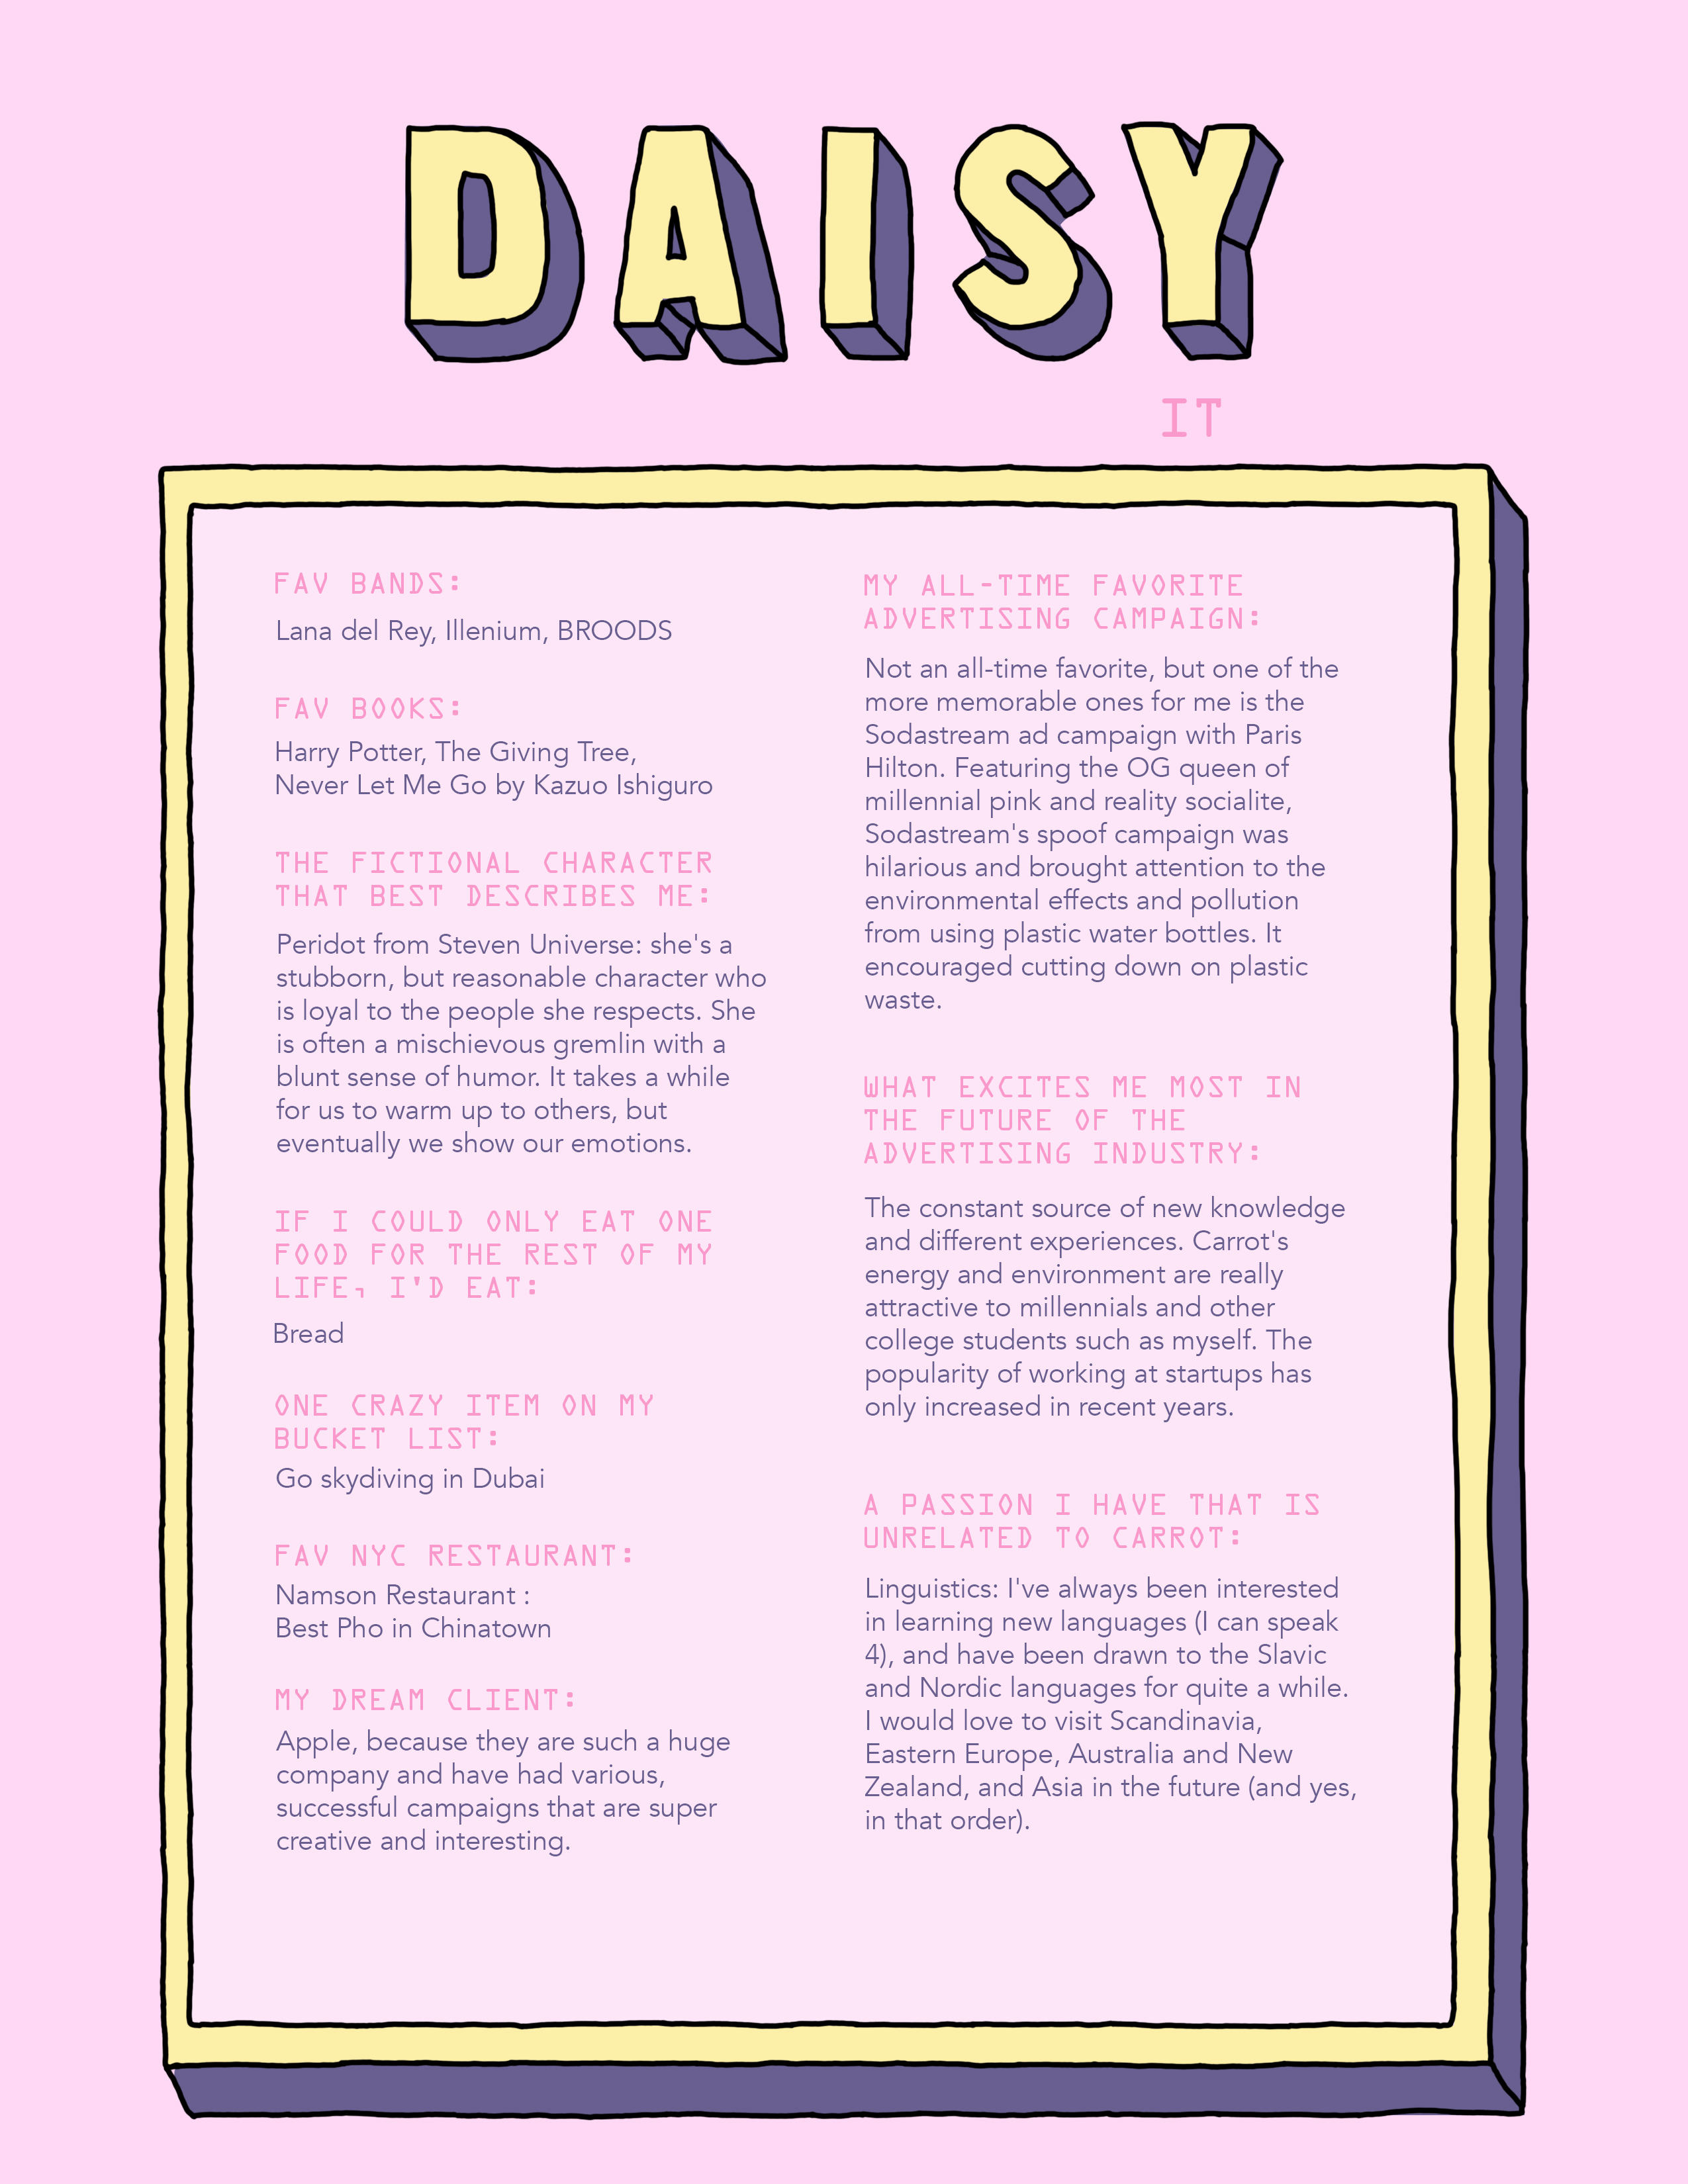 DAISY
IT
FAV BANDS:
Lana del Rey, Illenium, BROODS
FAV BOOKS:
Harry Potter, The Giving Tree,
Never Let Me Go by Kazuo Ishiguro
THE FICTIONAL CHARACTER
THAT BEST DESCRIBES ME:
Peridot from Steven Universe: she's a
stubborn, but reasonable character who
is loyal to the people she respects. She
is often a mischievous gremlin with a
blunt sense of humor. It takes a while
for us to warm up to others, but
eventually we show our emotions.
IF I COULD ONLY EAT ONE
FOOD FOR THE REST OF MY
LIFE, I'D EAT:
Bread
ONE CRAZY ITEM ON MY
BUCKET LIST:
Go skydiving in Dubai
FAV NYC RESTAURANT:
Namson Restaurant :
Best Pho in Chinatown
MY DREAM CLIENT:
Apple, because they are such a huge
company and have had various,
successful campaigns that are super
creative and interesting.
MY ALL-TIME FAVORITE
ADVERTISING CAMPAIGN:
Not an all-time favorite, but one of the
more memorable ones for me is the
Sodastream ad campaign with Paris
Hilton. Featuring the OG queen of
millennial pink and reality socialite,
Sodastream's spoof campaign was
hilarious and brought attention to the
environmental effects and pollution
from using plastic water bottles. It
encouraged cutting down on plastic
waste.
WHAT EXCITES ME MOST IN
THE FUTURE OF THE
ADVERTISING INDUSTRY:
The constant source of new knowledge
and different experiences. Carrot's
energy and environment are really
attractive to millennials and other
college students such as myself. The
popularity of working at startups has
only increased in recent years.
A PASSION I HAVE THAT IS
UNRELATED TO CARROT:
Linguistics: I've always been interested
in learning new languages (I can speak
4), and have been drawn to the Slavic
and Nordic languages for quite a while.
I would love to visit Scandinavia,
Eastern Europe, Australia and New
Zealand, and Asia in the future (and yes,
in that order).